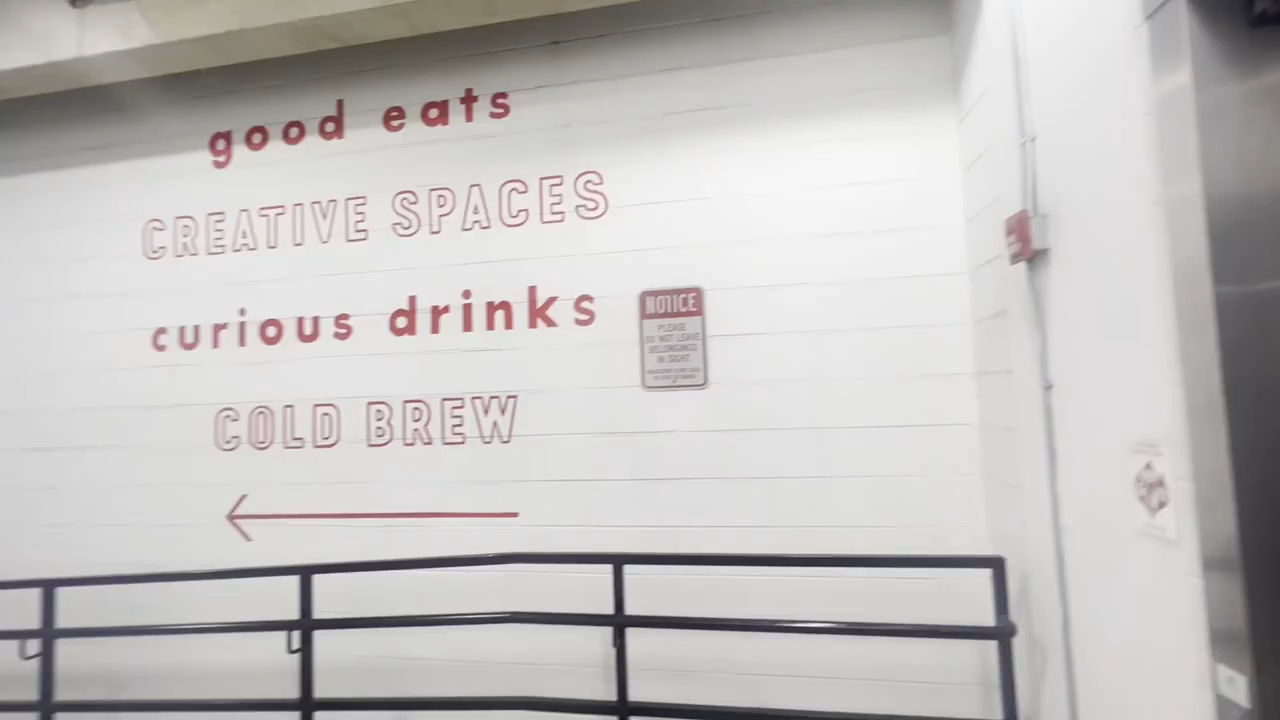 good eats
CREATIVE SPACES
curious drinks
COLD BREW
NOTICE
PLEASE
DO NOT LEAVE
BELONGINGS
IN SIGHT